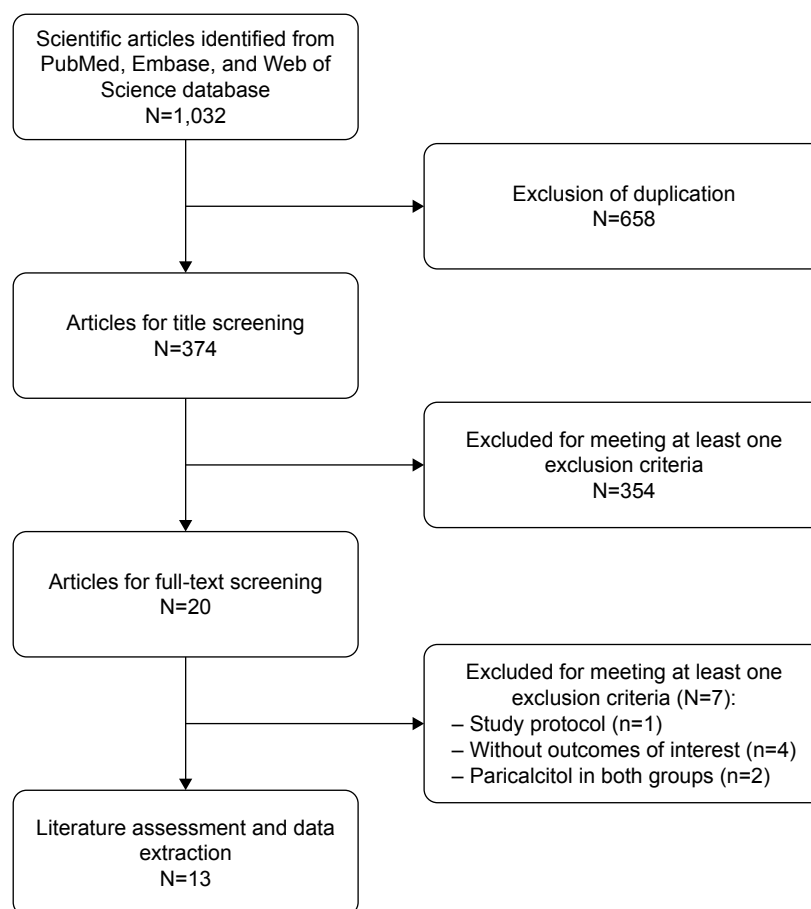 Scientific articles identified from
PubMed, Embase, and Web of
Science database
N=1,032
Exclusion of duplication
N=658
Articles for title screening
N=374
Excluded for meeting at least one
exclusion criteria
N=354
Articles for full-text screening
N=20
Excluded for meeting at least one
exclusion criteria (N=7):
– Study protocol (n=1)
– Without outcomes of interest (n=4)
– Paricalcitol in both groups (n=2)
Literature assessment and data
extraction
N=13